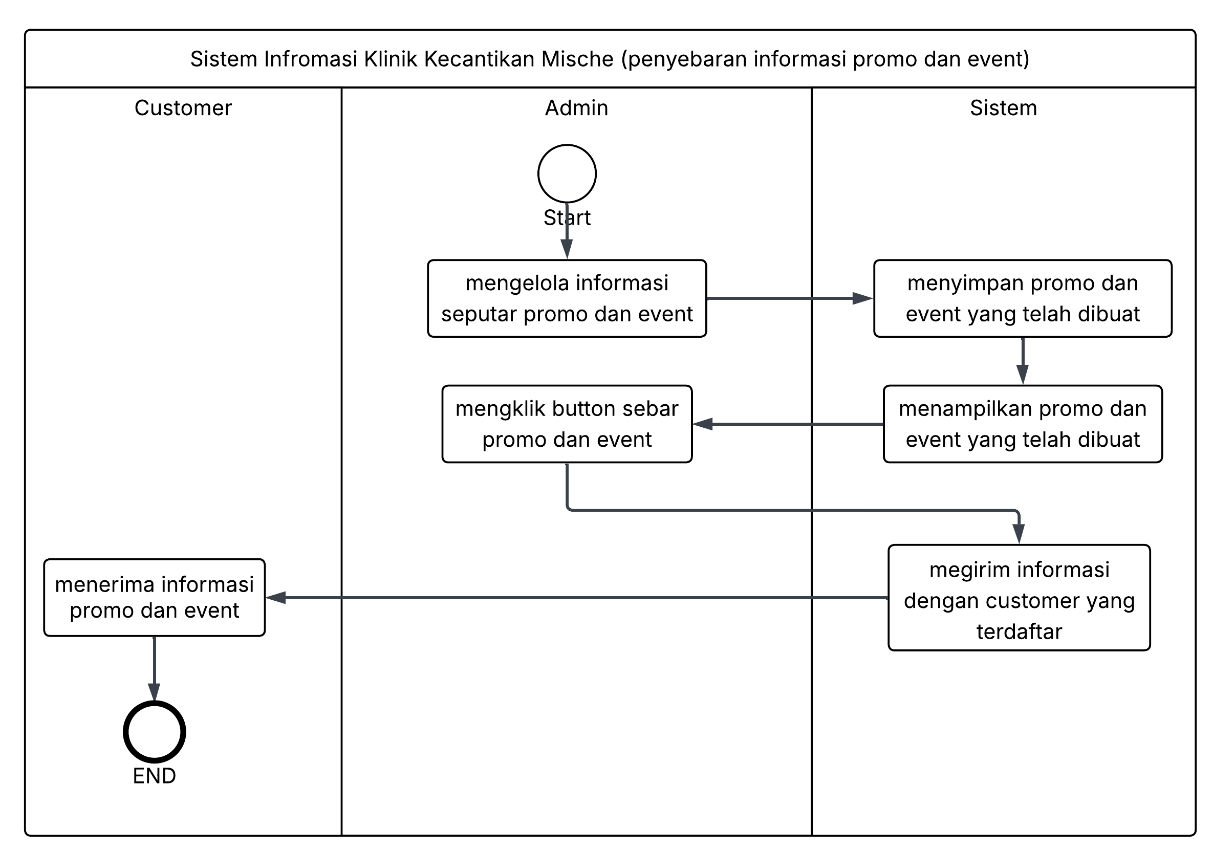 Sistem Infromasi Klinik Kecantikan Mische (penyebaran informasi promo dan event)
Customer
Admin
Sistem
Start
mengelola informasi
seputar promo dan event
menyimpan promo dan
event yang telah dibuat
menampilkan promo dan
event yang telah dibuat
mengklik button sebar
promo dan event
megirim informasi
dengan customer yang
terdaftar
menerima informasi
promo dan event
END